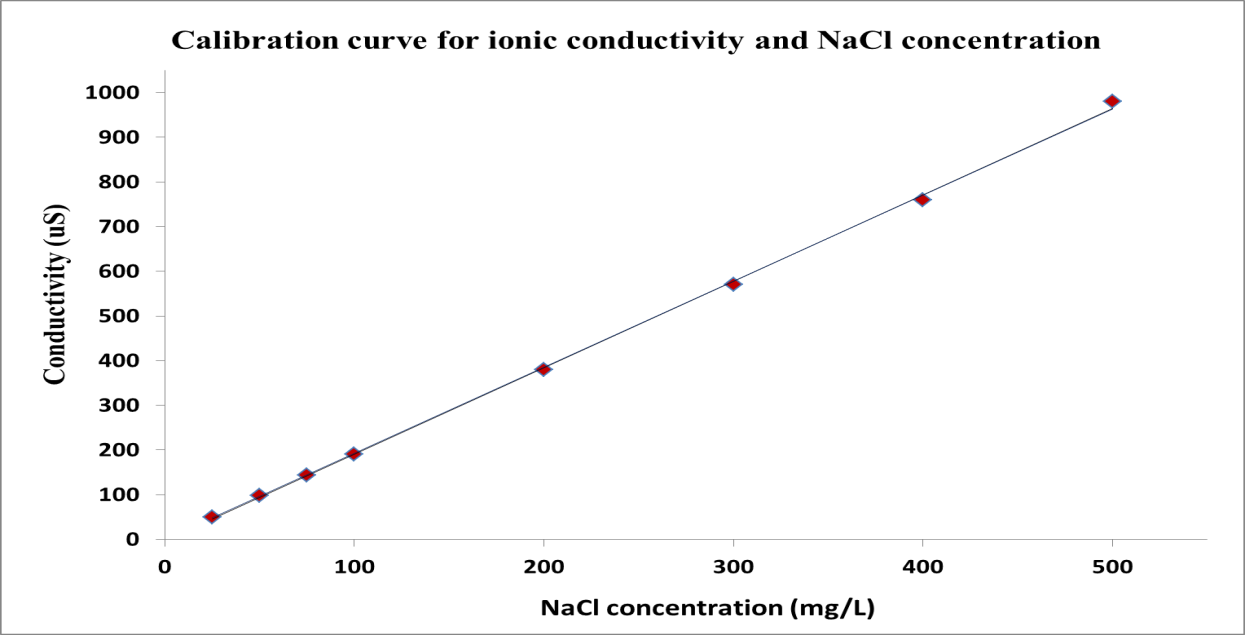 Calibration curve for ionic conductivity and NaCl concentration
Conductivity (uS)
1000
900
800
700
600
500
400
300
200
100
0
0 100 200 300 400 500
NaCl concentration (mg/L)